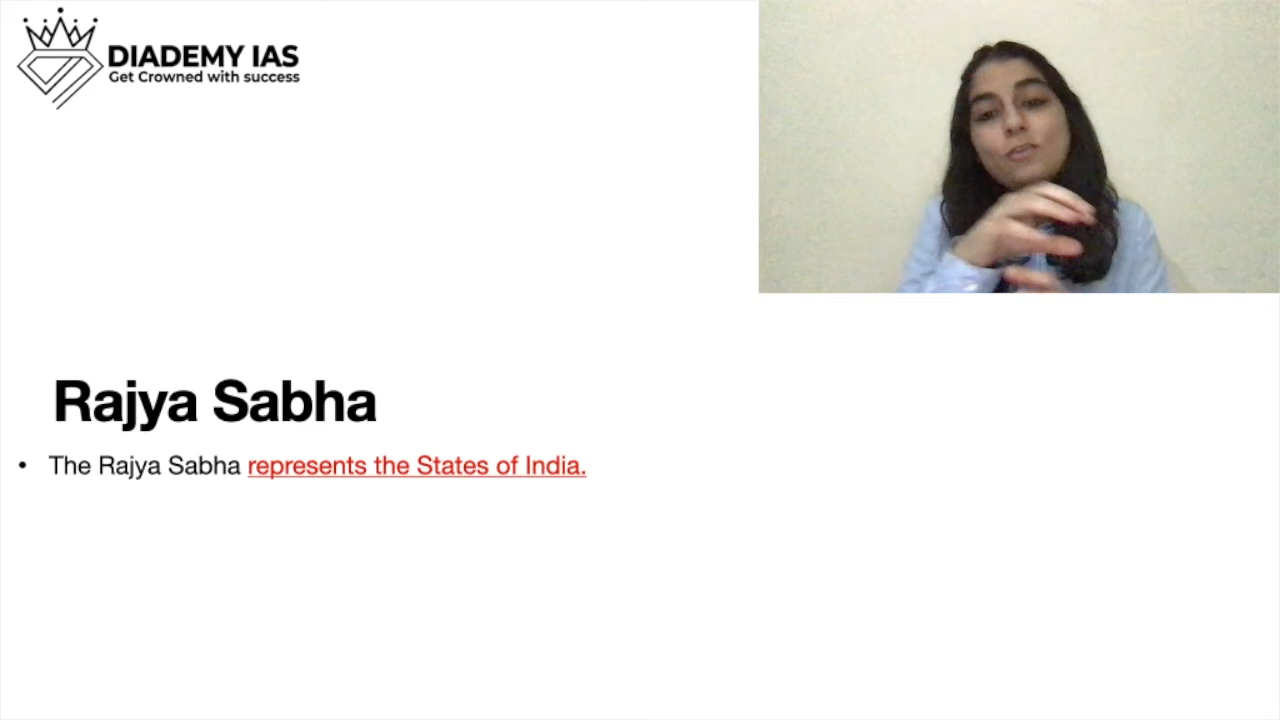 DIADEMY IAS
Get Crowned with success
Rajya Sabha
• The Rajya Sabha represents the States of India.